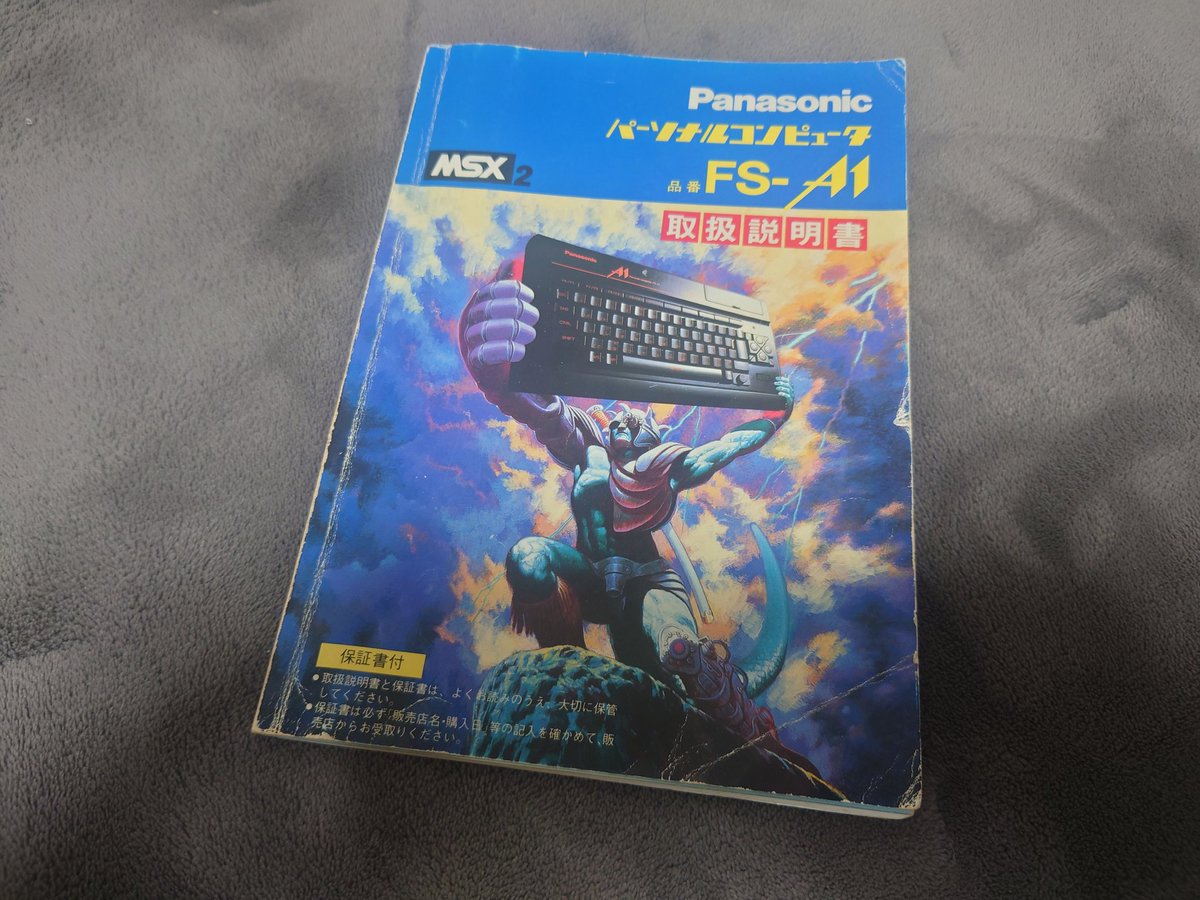 Panasonic
パーソナルコンピュータ
MSX2
品番 FS-A1
取扱説明書
Panasonic
A1
CTRL
SHIFT
保証書付
●取扱説明書と保証書は、よくお読みのうえ、大切に保管
してください。
●保証書は必ず「販売店名・購入日」等の記入を確かめて、販
売店からお受取りください。